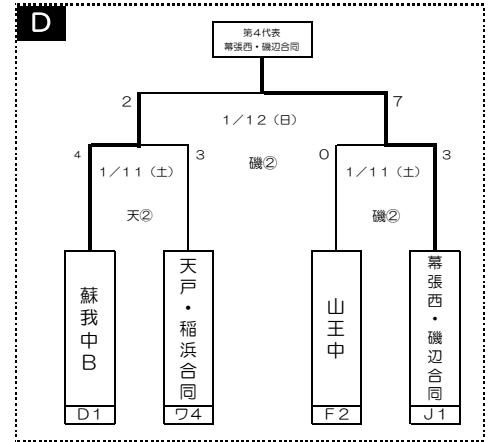 D
第4代表
幕張西・磯辺合同
2
7
1/12(日)
4
3
磯②
0
3
1/11(土)
1/11(土)
天②
磯②
蘇我中B
天戸・稲浜合同
山王中
幕張西・磯辺合同
D1
ワ4
F2
J1